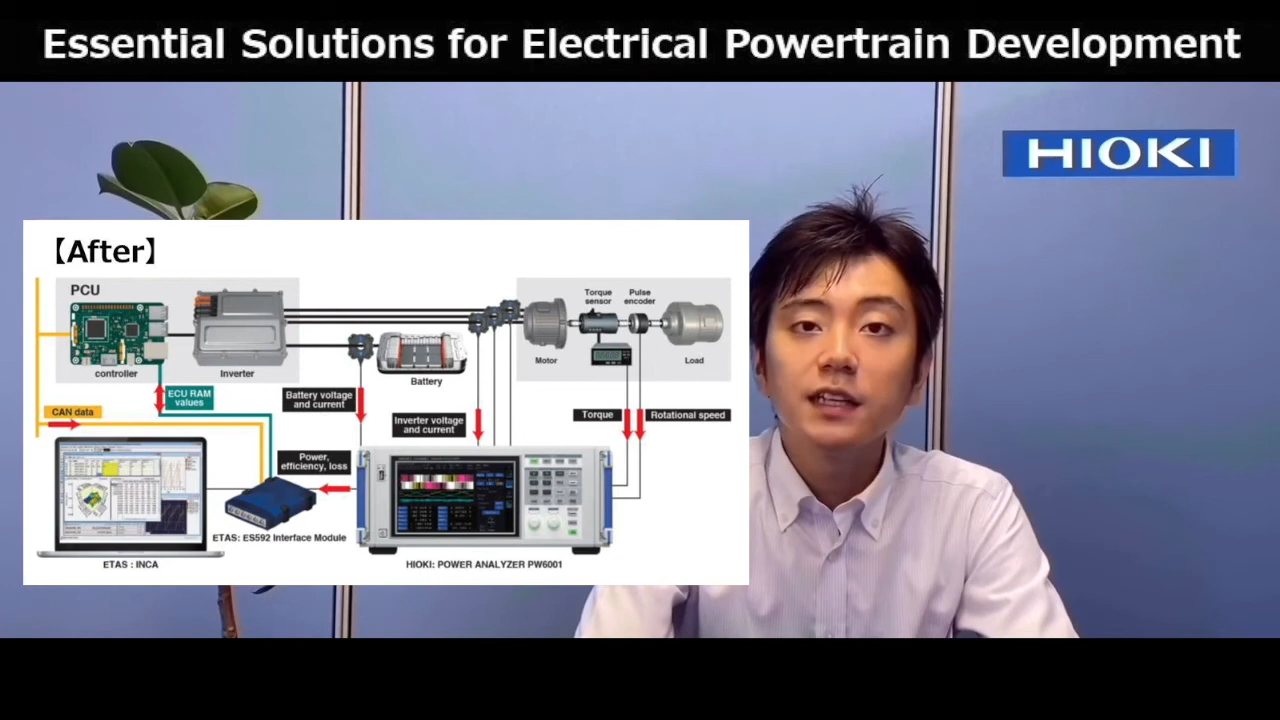 Essential Solutions for Electrical Powertrain Development
HIOKI
【After】
PCU
controller
Inverter
Battery
Motor
Torque
sensor
Pulse
encoder
Load
ECU RAM
values
CAN data
Battery voltage
and current
Inverter voltage
and current
Torque
Rotational speed
Power,
efficiency, loss
ETAS: ES592 Interface Module
ETAS : INCA
HIOKI: POWER ANALYZER PW6001